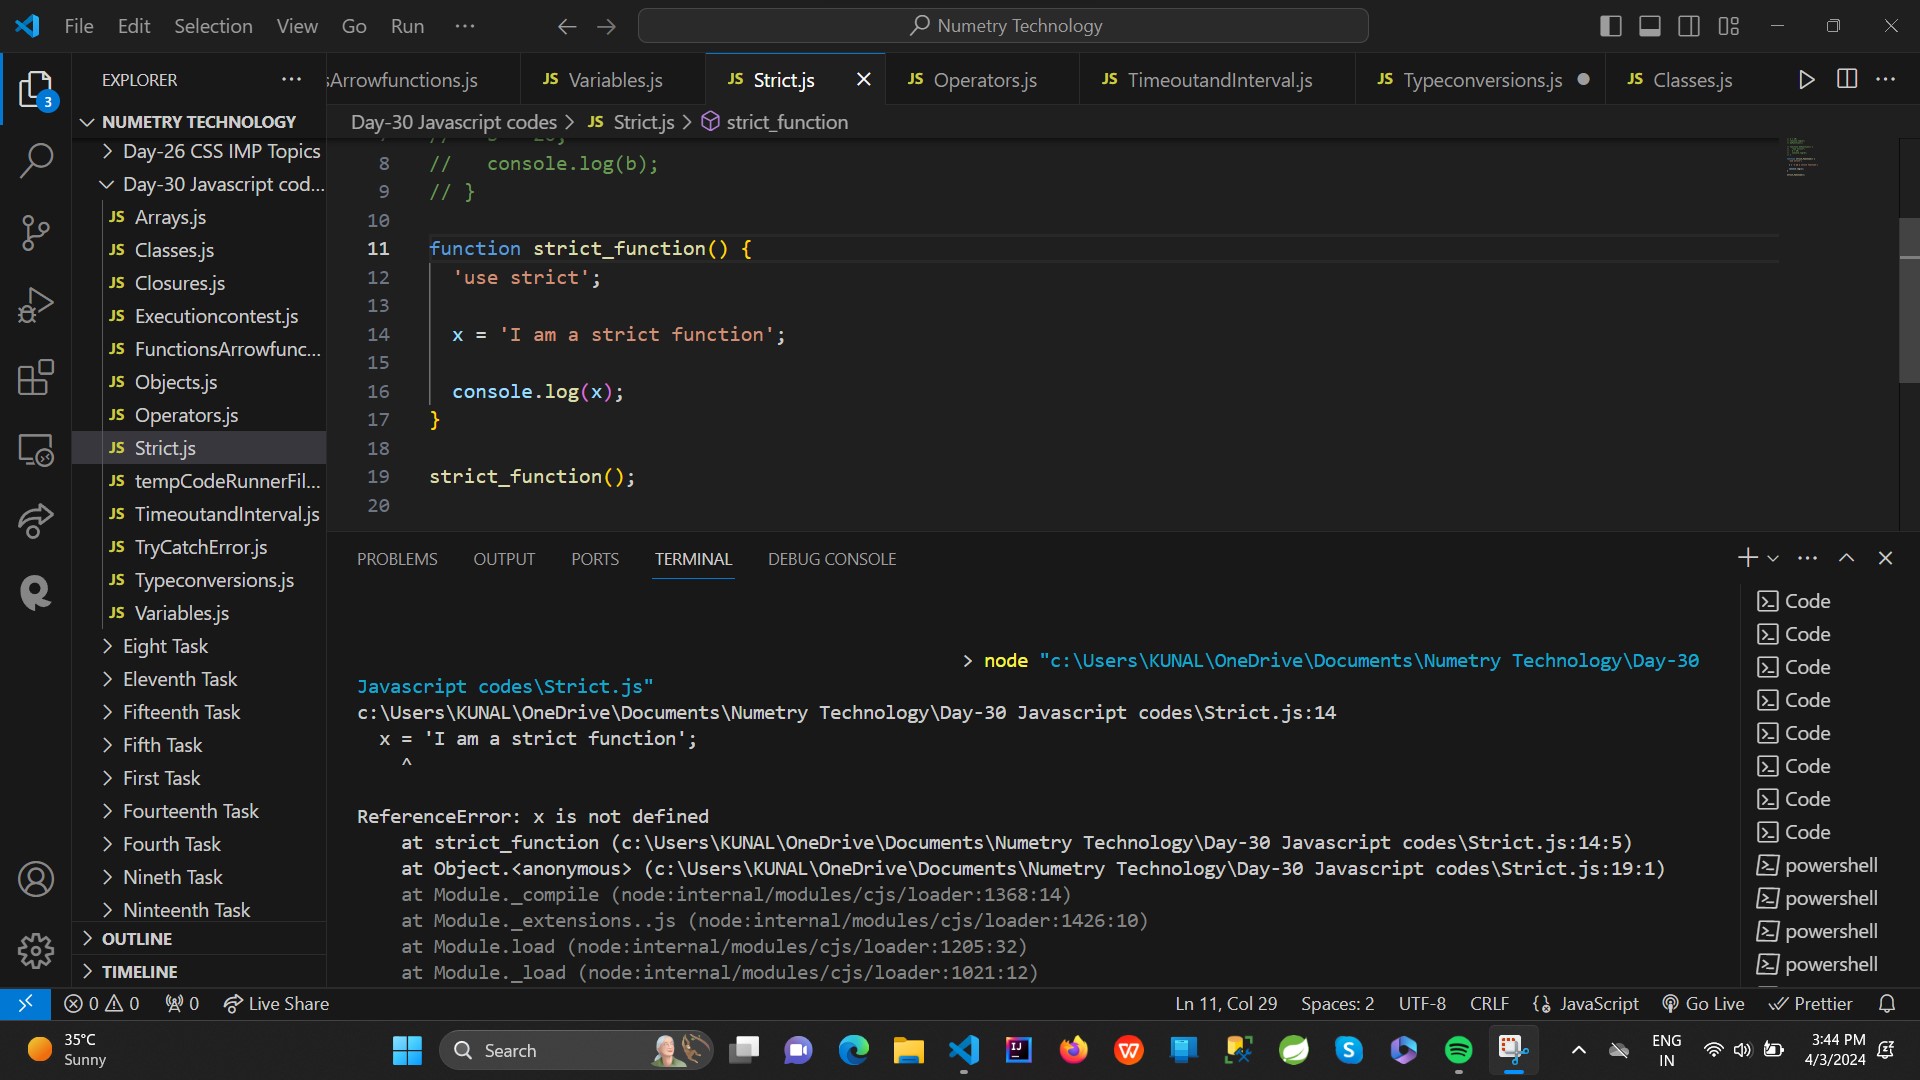 File Edit Selection View Go Run ··· Numetry Technology
EXPLORER ···
sArrowfunctions.js JS Variables.js JS Strict.js JS Operators.js JS TimeoutandInterval.js JS Typeconversions.js JS Classes.js ···
3
NUMETRY TECHNOLOGY
Day-26 CSS IMP Topics
Day-30 Javascript cod...
JS Arrays.js
JS Classes.js
JS Closures.js
JS Executioncontest.js
JS FunctionsArrowfunc...
JS Objects.js
JS Operators.js
JS Strict.js
JS tempCodeRunnerFil...
JS TimeoutandInterval.js
JS TryCatchError.js
JS Typeconversions.js
JS Variables.js
Eight Task
Eleventh Task
Fifteenth Task
Fifth Task
First Task
Fourteenth Task
Fourth Task
Nineth Task
Ninteenth Task
OUTLINE
TIMELINE
Day-30 Javascript codes > JS Strict.js > strict_function
8 // console.log(b);
9 // }
10
11 function strict_function() {
12 'use strict';
13
14 x = 'I am a strict function';
15
16 console.log(x);
17 }
18
19 strict_function();
20
PROBLEMS OUTPUT PORTS TERMINAL DEBUG CONSOLE
> node "c:\Users\KUNAL\OneDrive\Documents\Numetry Technology\Day-30
Javascript codes\Strict.js"
c:\Users\KUNAL\OneDrive\Documents\Numetry Technology\Day-30 Javascript codes\Strict.js:14
x = 'I am a strict function';
^
ReferenceError: x is not defined
at strict_function (c:\Users\KUNAL\OneDrive\Documents\Numetry Technology\Day-30 Javascript codes\Strict.js:14:5)
at Object.<anonymous> (c:\Users\KUNAL\OneDrive\Documents\Numetry Technology\Day-30 Javascript codes\Strict.js:19:1)
at Module._compile (node:internal/modules/cjs/loader:1368:14)
at Module._extensions..js (node:internal/modules/cjs/loader:1426:10)
at Module.load (node:internal/modules/cjs/loader:1205:32)
at Module._load (node:internal/modules/cjs/loader:1021:12)
Code
Code
Code
Code
Code
Code
Code
Code
powershell
powershell
powershell
powershell
0 0 0 Live Share Ln 11, Col 29 Spaces: 2 UTF-8 CRLF JavaScript Go Live Prettier
35°C
Sunny
Search
ENG
IN
3:44 PM
4/3/2024